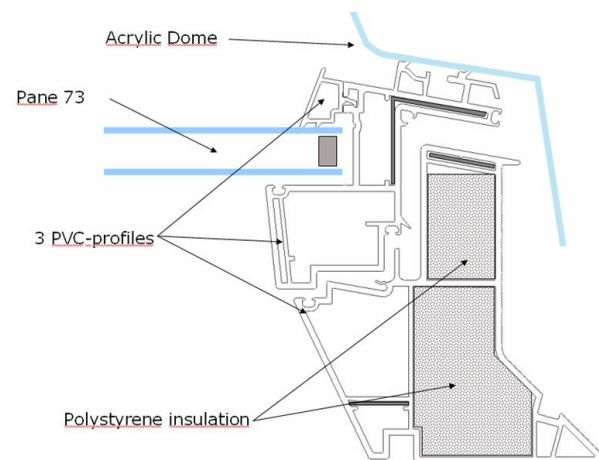 Acrylic Dome
Pane 73
3 PVC-profiles
Polystyrene insulation